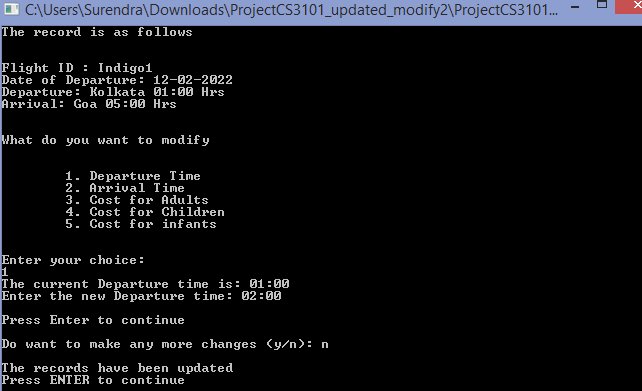 C:\Users\Surendra\Downloads\ProjectCS3101_updated_modify2\ProjectCS3101...
The record is as follows
Flight ID : Indigo1
Date of Departure: 12-02-2022
Departure: Kolkata 01:00 Hrs
Arrival: Goa 05:00 Hrs
What do you want to modify
1. Departure Time
2. Arrival Time
3. Cost for Adults
4. Cost for Children
5. Cost for infants
Enter your choice:
1
The current Departure time is: 01:00
Enter the new Departure time: 02:00
Press Enter to continue
Do want to make any more changes (y/n): n
The records have been updated
Press ENTER to continue